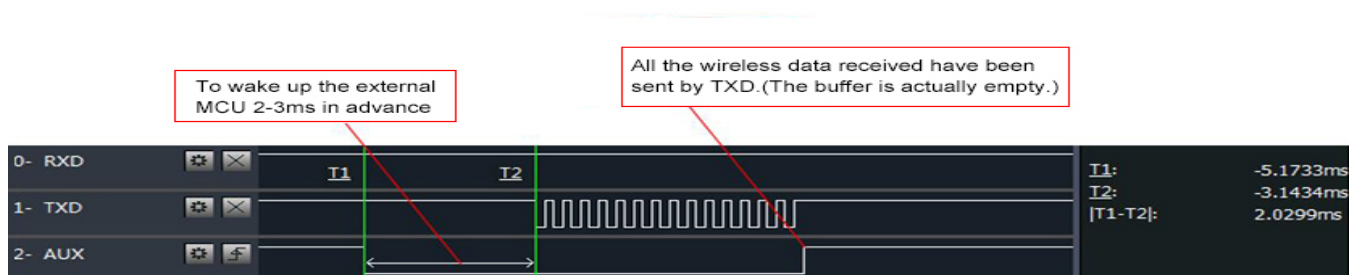 To wake up the external
MCU 2-3ms in advance
All the wireless data received have been
sent by TXD.(The buffer is actually empty.)
0- RXD
T1
T2
1- TXD
2- AUX
T1: -5.1733ms
T2: -3.1434ms
|T1-T2|: 2.0299ms